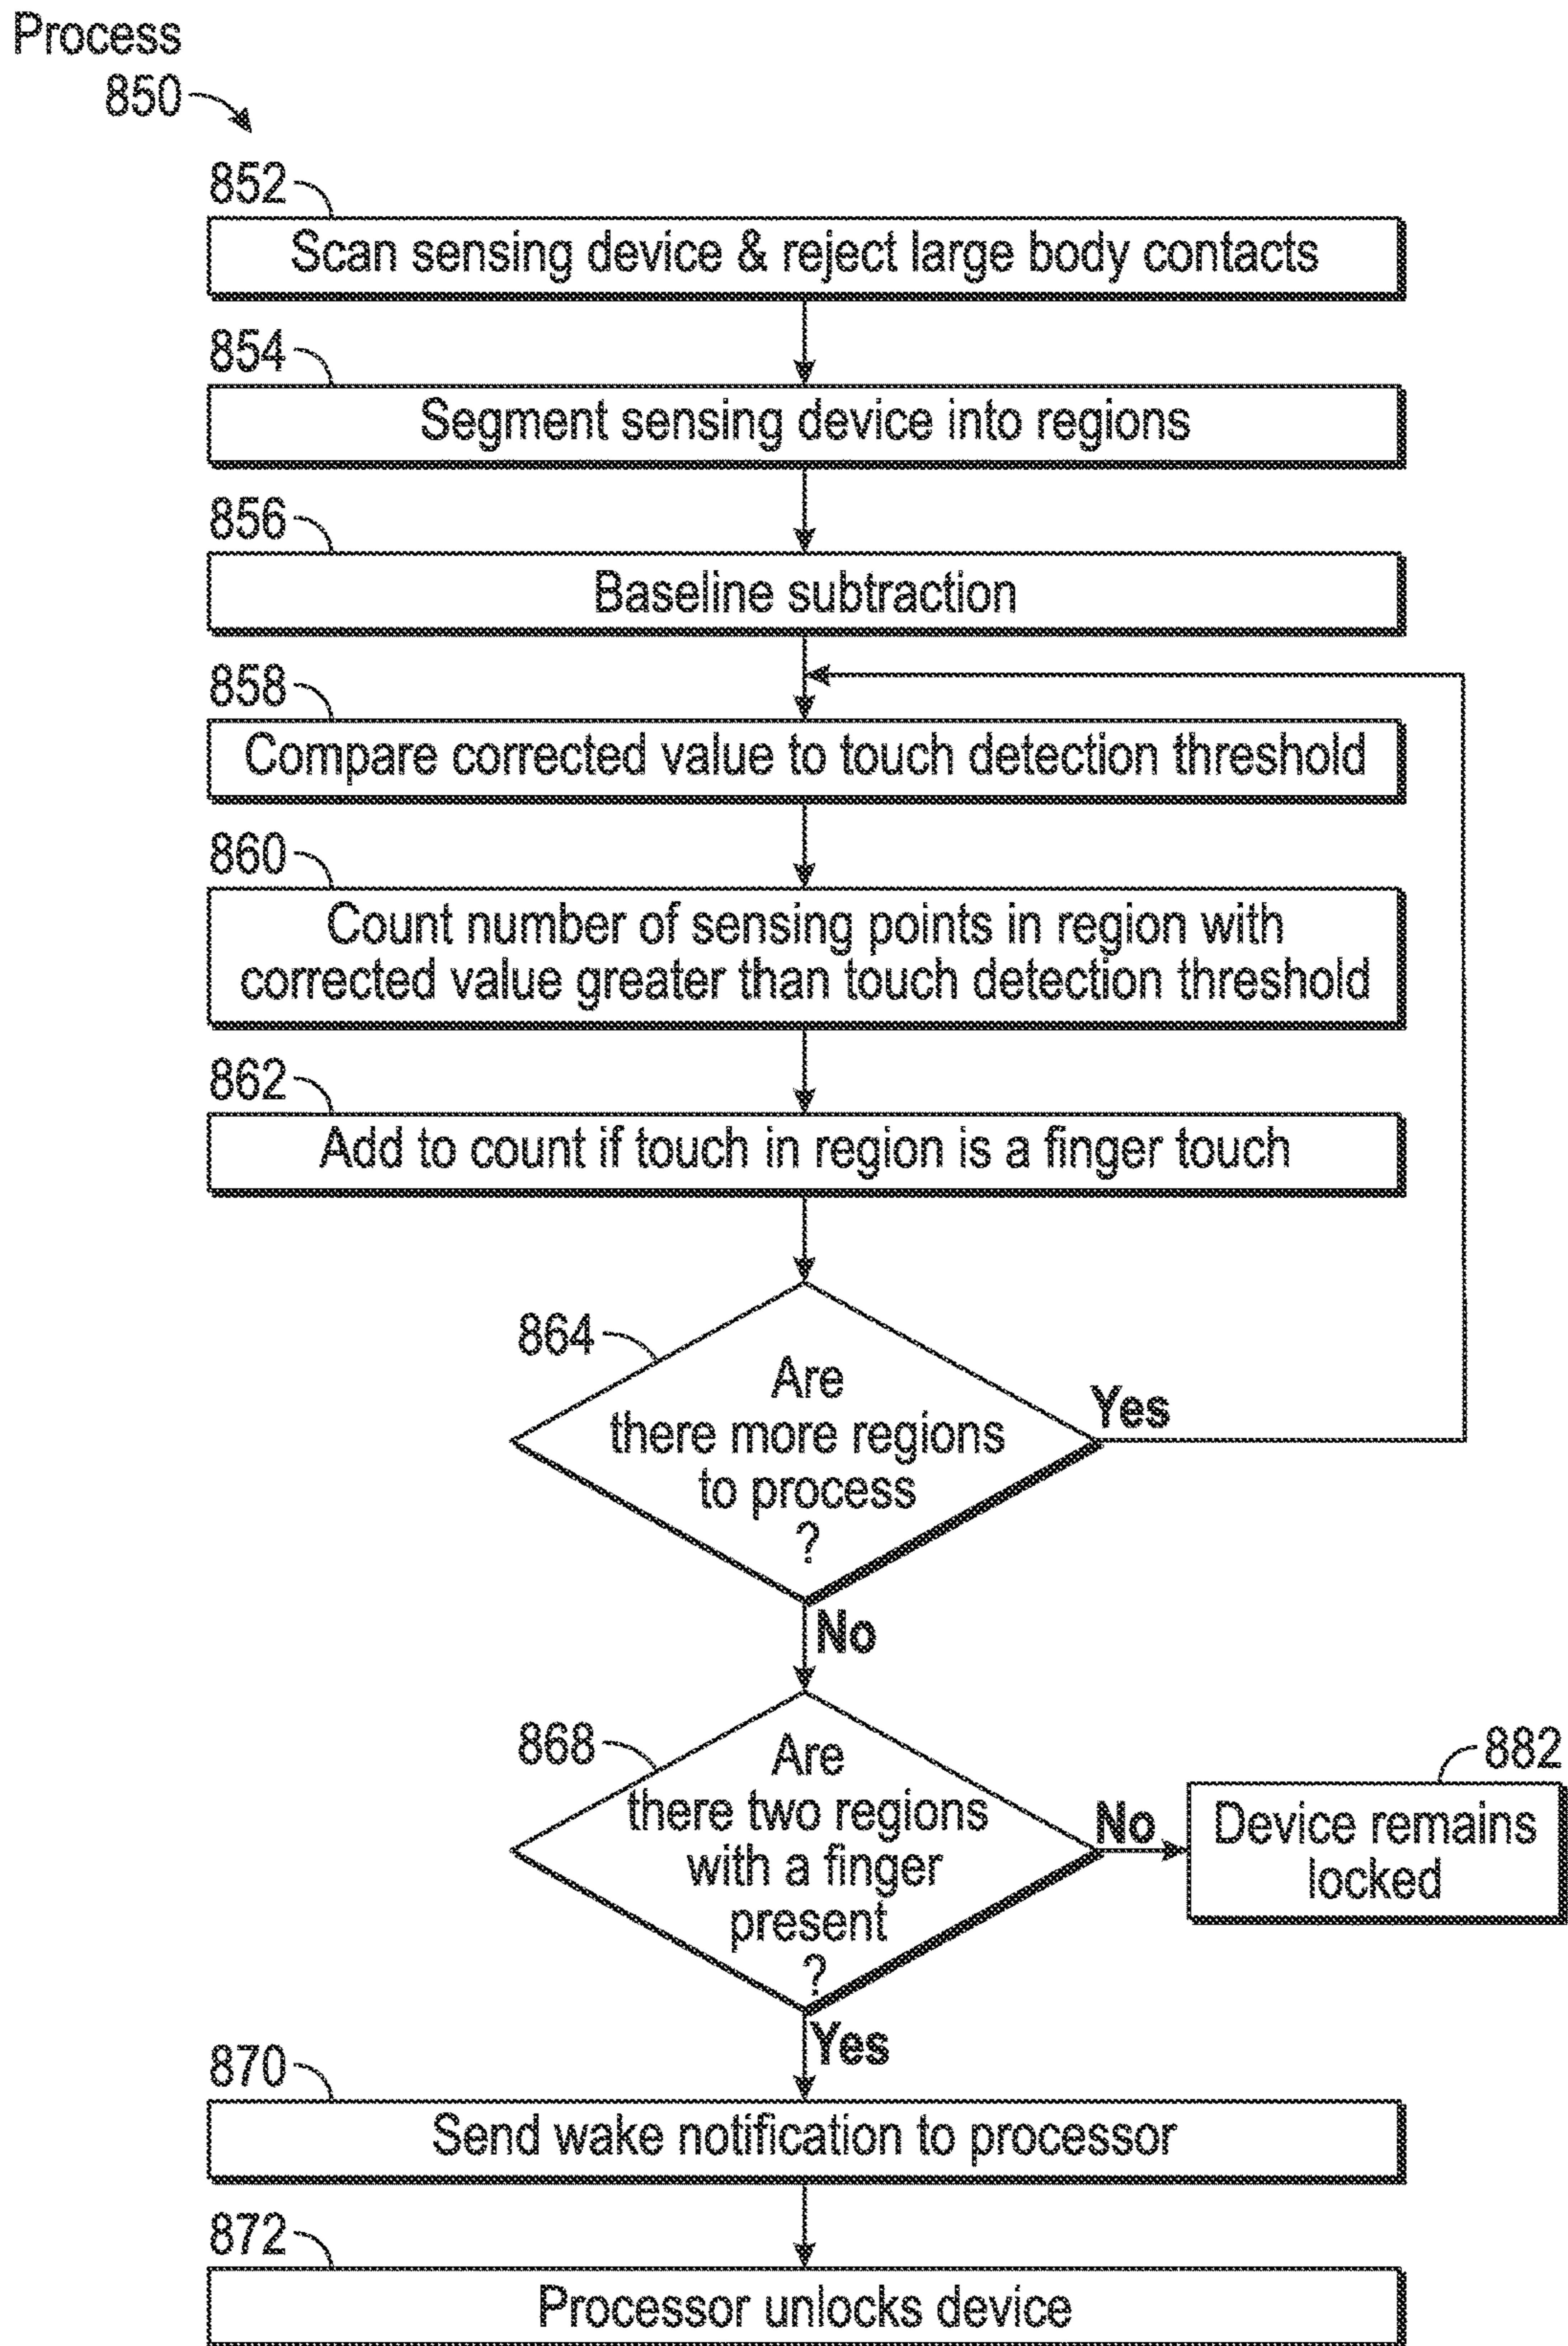 Process
850
852
Scan sensing device & reject large body contacts
854
Segment sensing device into regions
856
Baseline subtraction
858
Compare corrected value to touch detection threshold
860
Count number of sensing points in region with
corrected value greater than touch detection threshold
862
Add to count if touch in region is a finger touch
864
Are
there more regions
to process
?
Yes
No
868
Are
there two regions
with a finger
present
?
No
882
Device remains
locked
Yes
870
Send wake notification to processor
872
Processor unlocks device